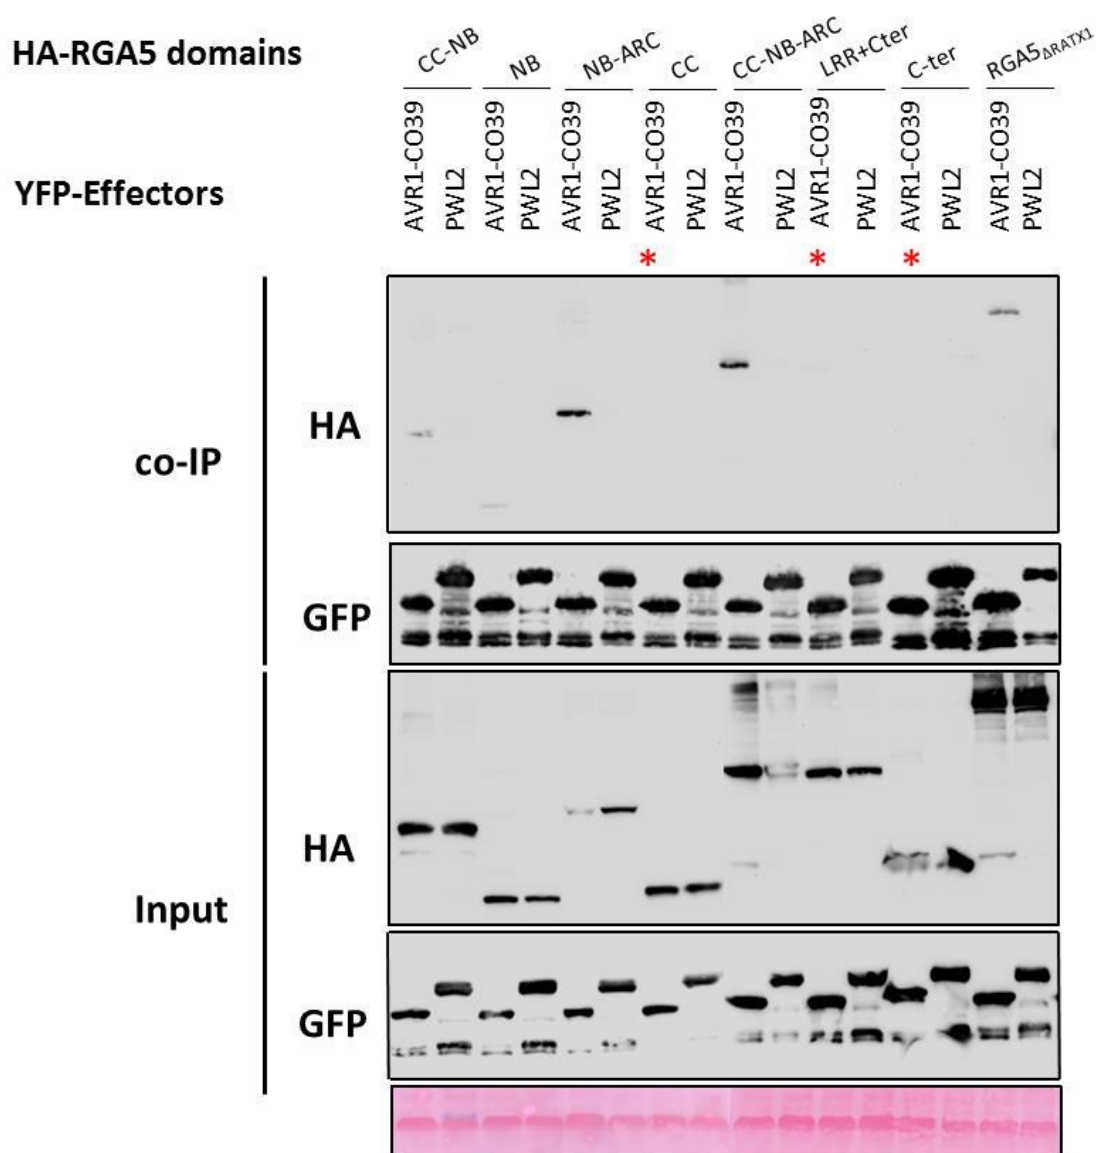 HA-RGA5 domains
CC-NB
NB
NB-ARC
CC
CC-NB-ARC
LRR+Cter
C-ter
RGA5ΔRATX1
YFP-Effectors
AVR1-CO39
PWL2
AVR1-CO39
PWL2
AVR1-CO39
PWL2
AVR1-CO39
PWL2
AVR1-CO39
PWL2
AVR1-CO39
PWL2
AVR1-CO39
PWL2
AVR1-CO39
PWL2
* * *
co-IP
HA
GFP
Input
HA
GFP